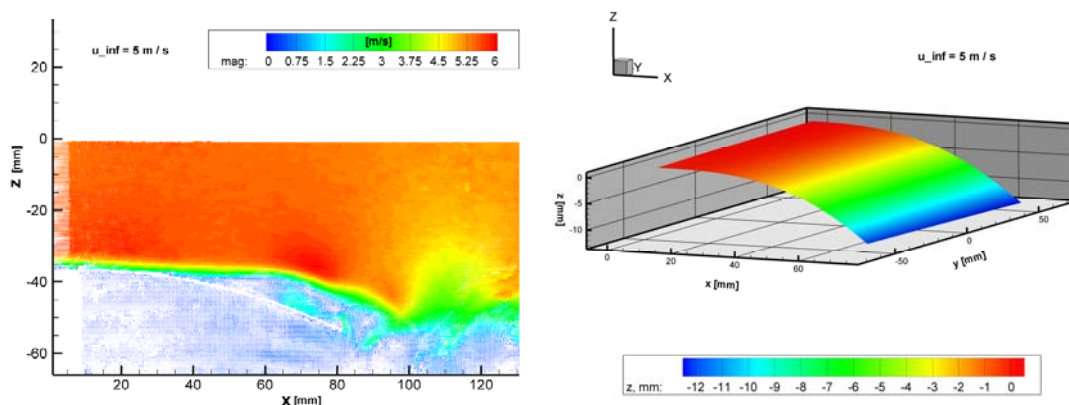 u_inf = 5 m / s
[m/s]
mag: 0 0.75 1.5 2.25 3 3.75 4.5 5.25 6
20
0
-20
-40
-60
Z [mm]
20 40 60 80 100 120
X [mm]
Z
Y
X
u_inf = 5 m / s
0
-5
-10
z [mm]
0 20 40 60
x [mm]
-50 0 50
y [mm]
z, mm: -12 -11 -10 -9 -8 -7 -6 -5 -4 -3 -2 -1 0